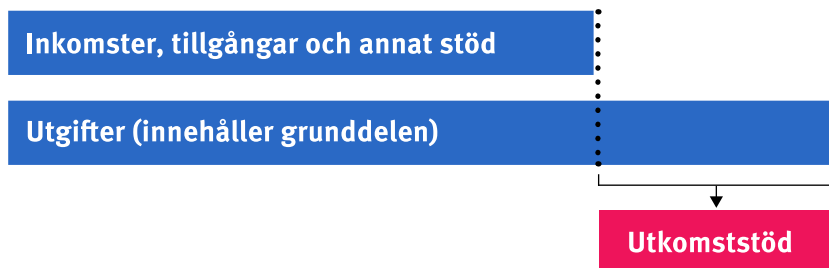 Inkomster, tillgångar och annat stöd
Utgifter (innehåller grunddelen)
Utkomststöd